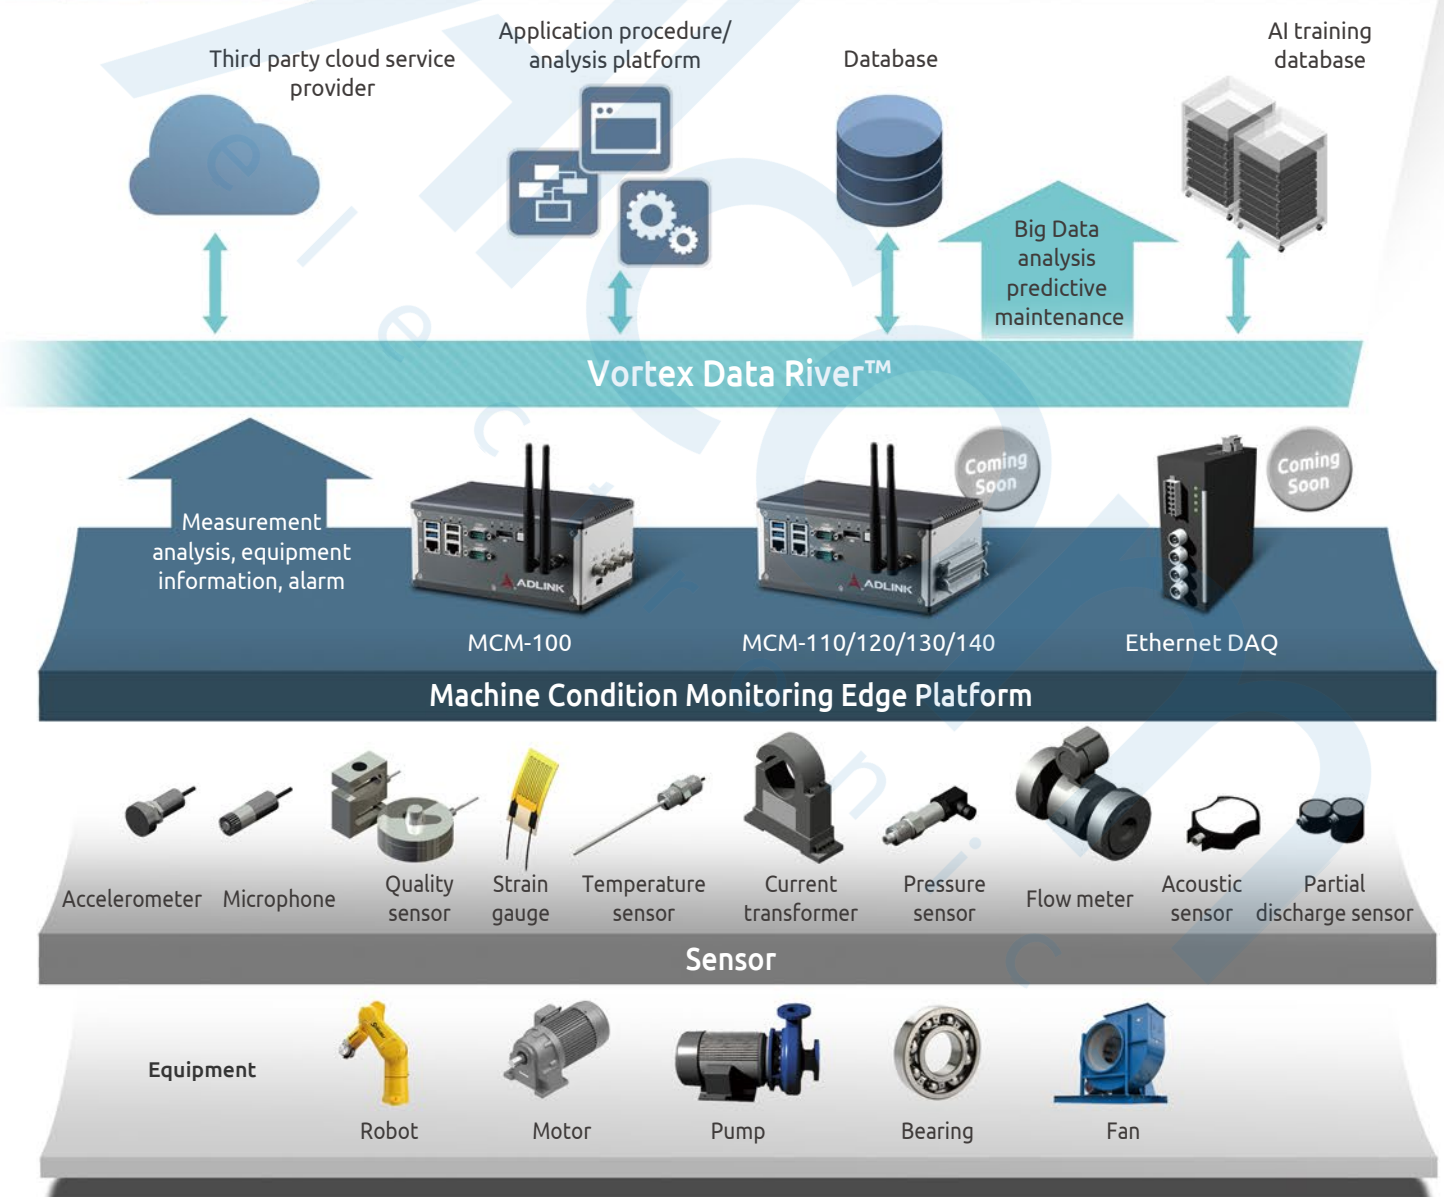 Third party cloud service
provider
Application procedure/
analysis platform
Database
AI training
database
Big Data
analysis
predictive
maintenance
Vortex Data River™
Measurement
analysis, equipment
information, alarm
ADLINK
MCM-100
ADLINK
Coming
Soon
MCM-110/120/130/140
Coming
Soon
Ethernet DAQ
Machine Condition Monitoring Edge Platform
Accelerometer
Microphone
Quality
sensor
Strain
gauge
Temperature
sensor
Current
transformer
Pressure
sensor
Flow meter
Acoustic
sensor
Partial
discharge sensor
Sensor
Equipment
Robot
Motor
Pump
Bearing
Fan